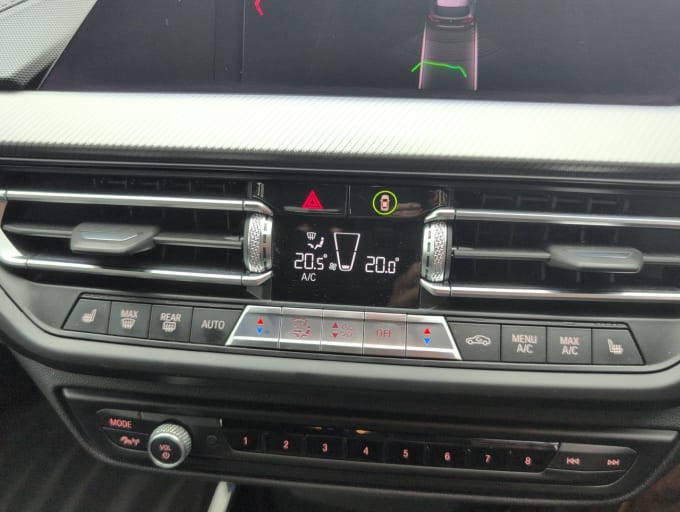 20.5° 20.0°
A/C
MAX REAR AUTO OFF MENU A/C MAX A/C
MODE
VOL 1 2 3 4 5 6 7 8